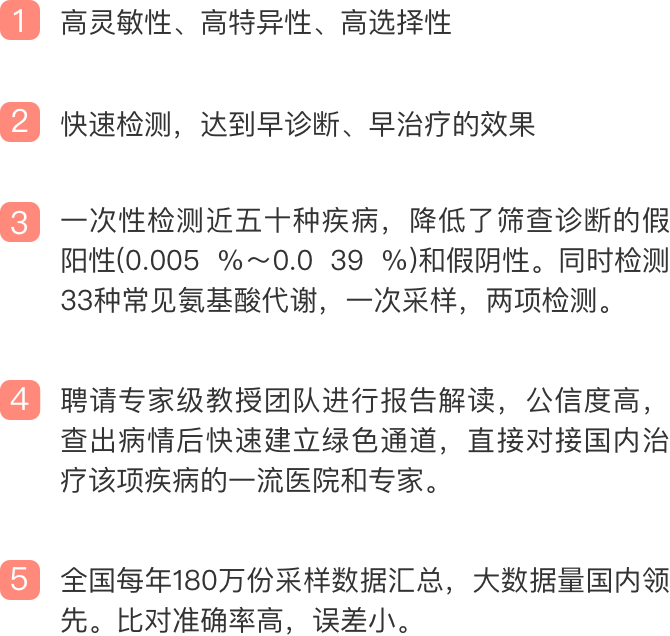 1 高灵敏性、高特异性、高选择性
2 快速检测，达到早诊断、早治疗的效果
3 一次性检测近五十种疾病，降低了筛查诊断的假
阳性(0.005 %～0.0 39 %)和假阴性。同时检测
33种常见氨基酸代谢，一次采样，两项检测。
4 聘请专家级教授团队进行报告解读，公信度高，
查出病情后快速建立绿色通道，直接对接国内治
疗该项疾病的一流医院和专家。
5 全国每年180万份采样数据汇总，大数据量国内领
先。比对准确率高，误差小。